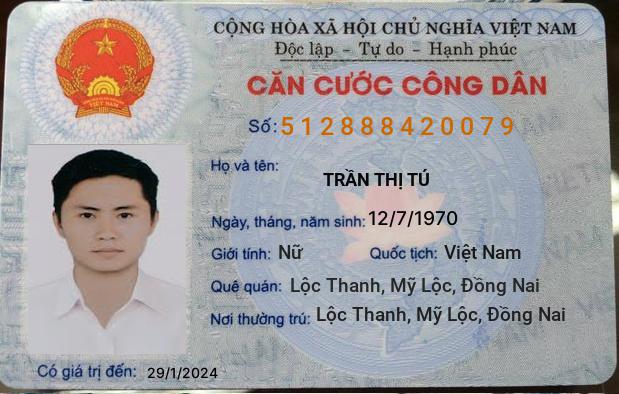 CỘNG HÒA XÃ HỘI CHỦ NGHĨA VIỆT NAM
Độc lập - Tự do - Hạnh phúc
CĂN CƯỚC CÔNG DÂN
Số: 512888420079
Họ và tên:
TRẦN THỊ TÚ
Ngày, tháng, năm sinh: 12/7/1970
Giới tính: Nữ Quốc tịch: Việt Nam
Quê quán: Lộc Thanh, Mỹ Lộc, Đồng Nai
Nơi thường trú: Lộc Thanh, Mỹ Lộc, Đồng Nai
Có giá trị đến: 29/1/2024
VIỆT NAM